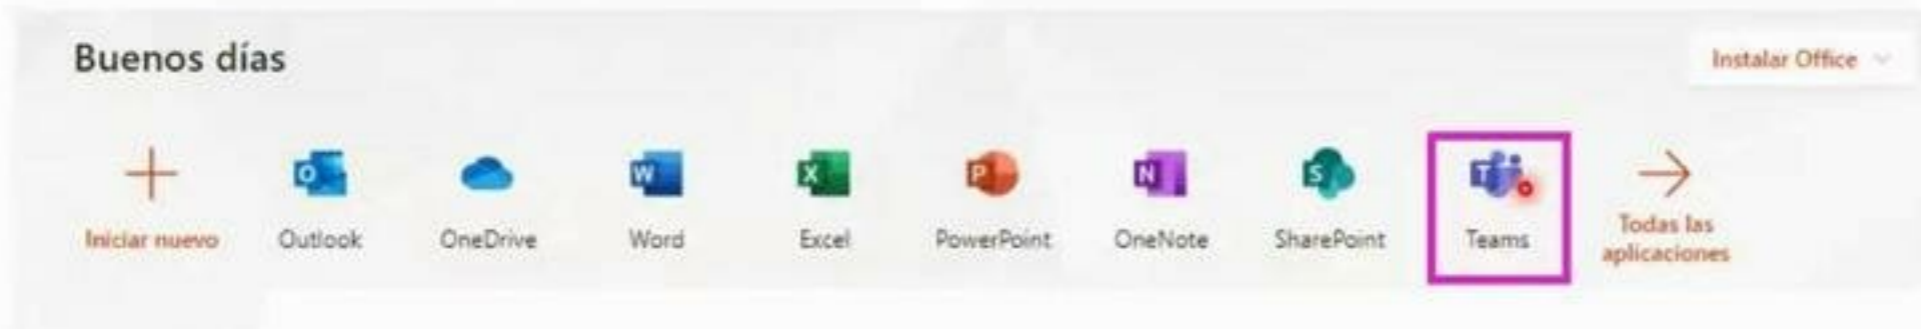 Buenos días
Instalar Office
Iniciar nuevo
Outlook
OneDrive
Word
Excel
PowerPoint
OneNote
SharePoint
Teams
Todas las
aplicaciones